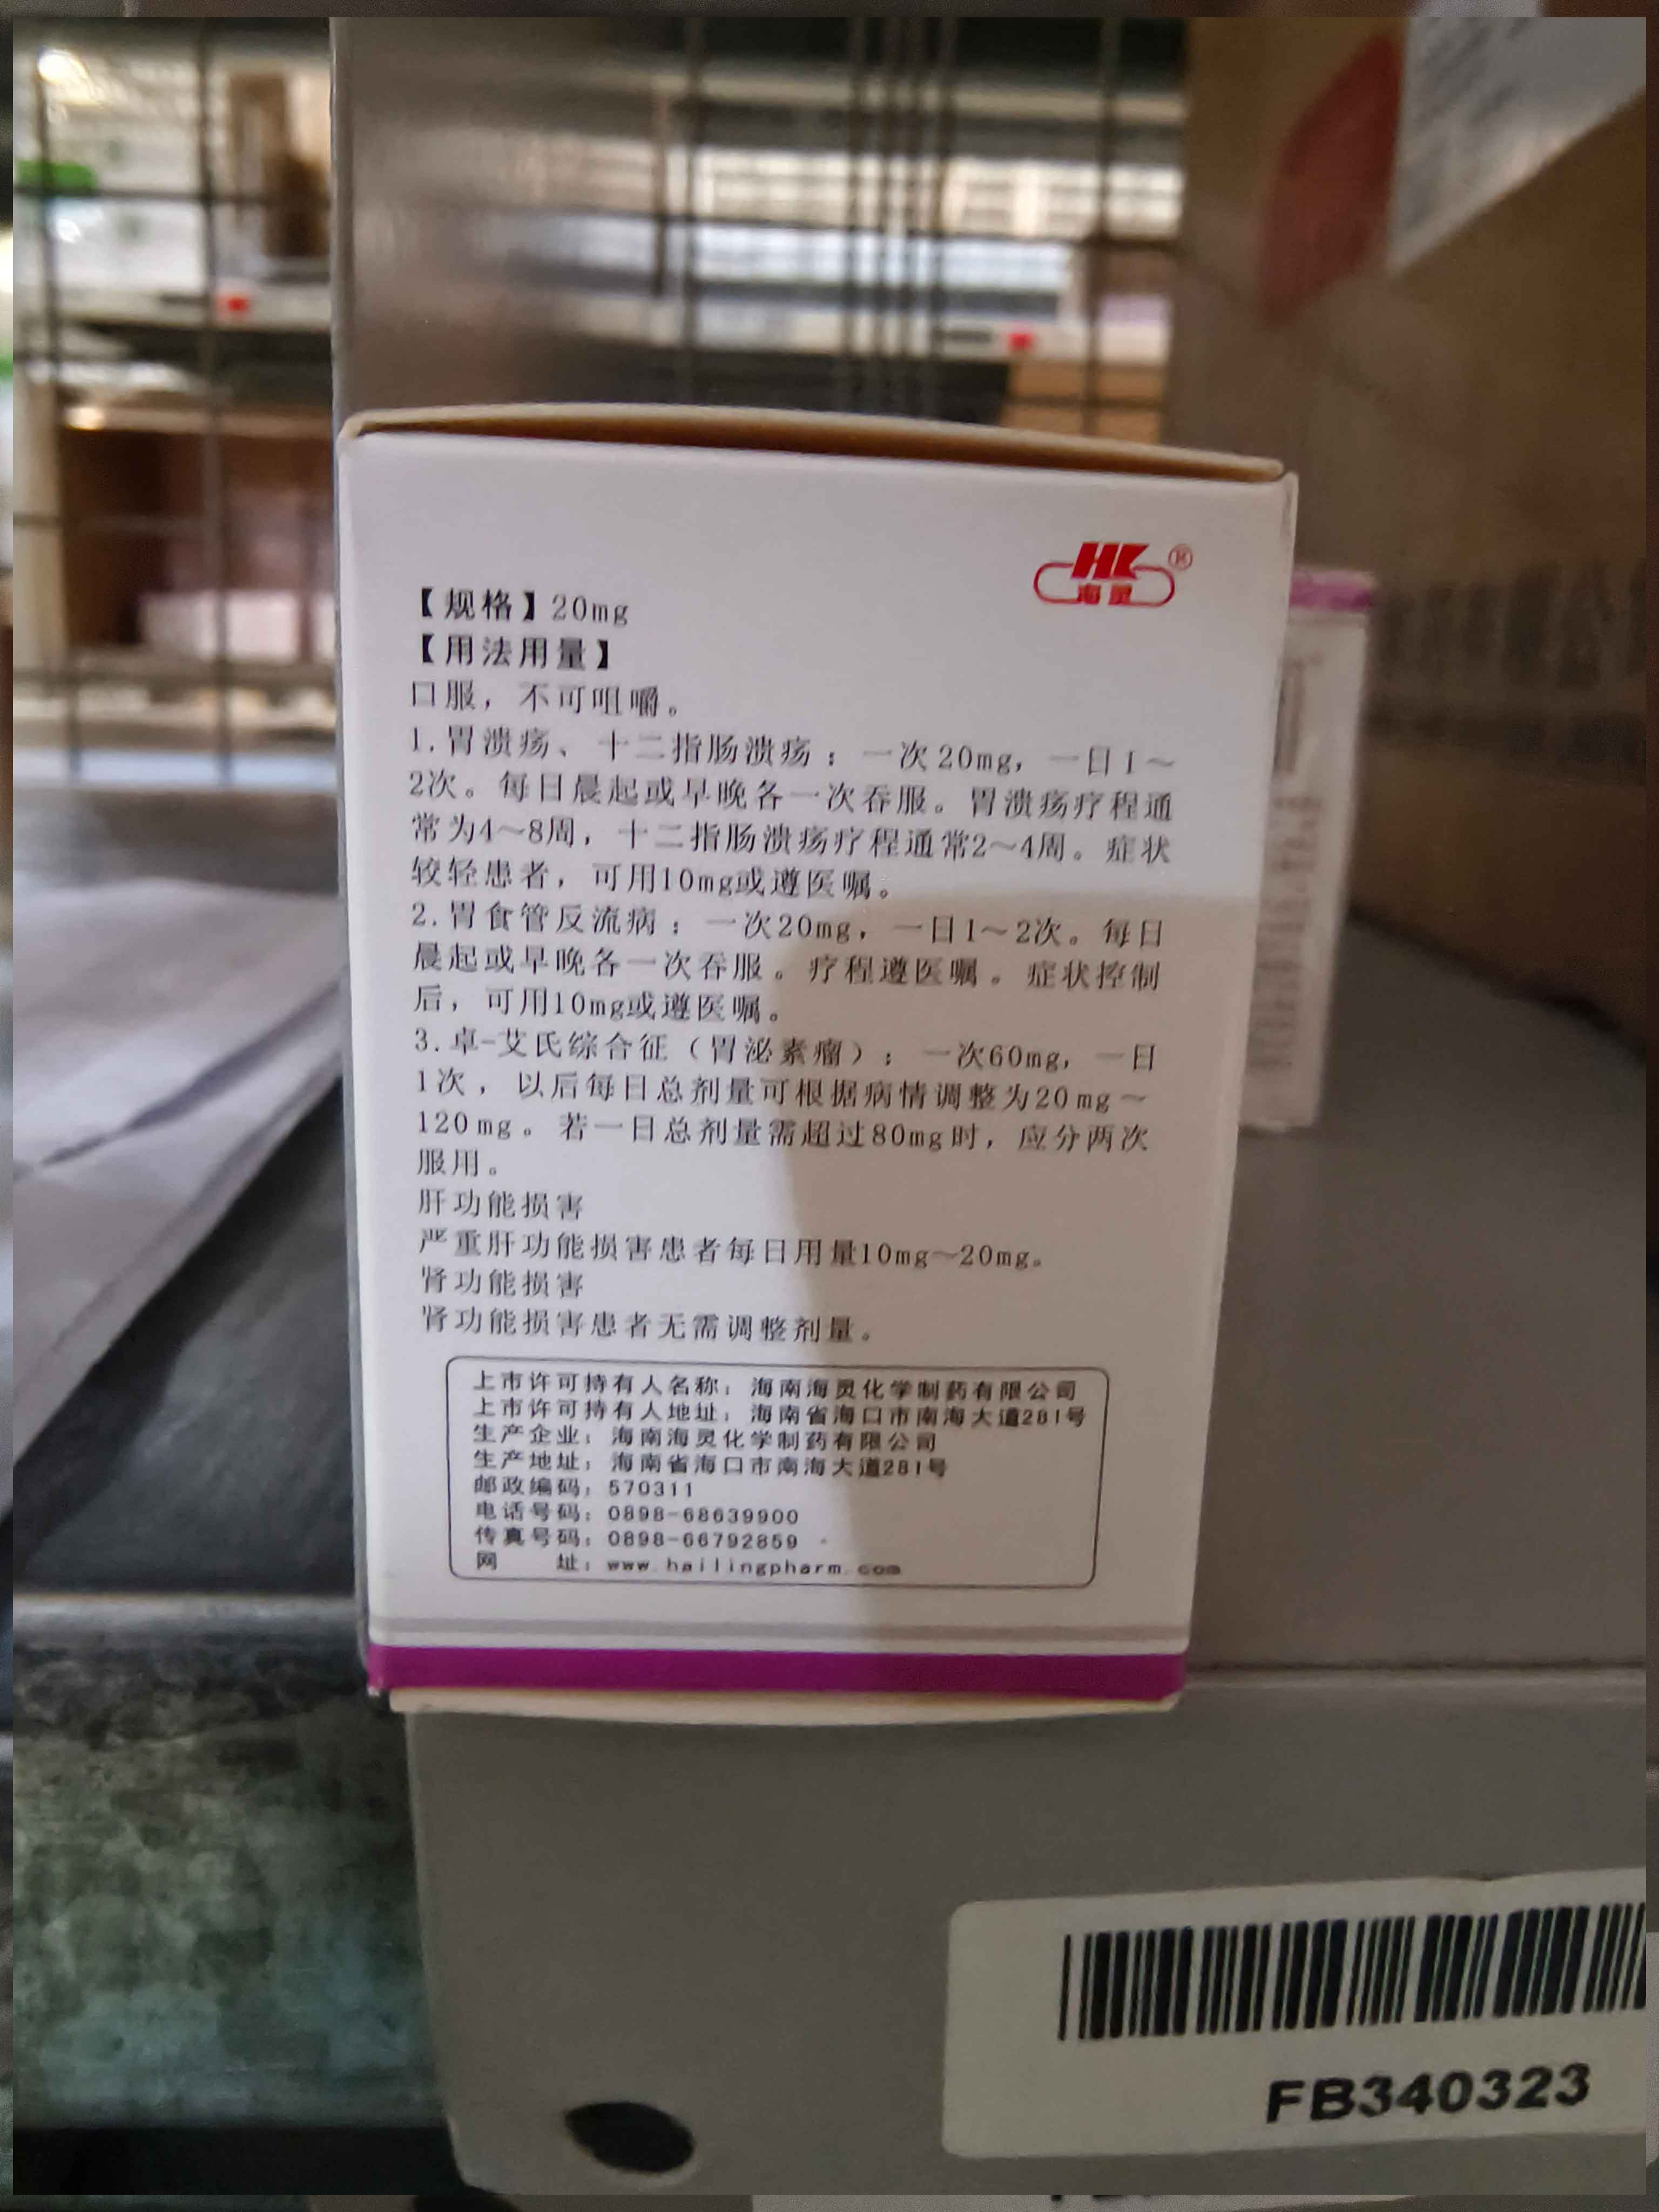 HK®
海灵
【规格】20mg
【用法用量】
口服，不可咀嚼。
1.胃溃疡、十二指肠溃疡：一次20mg，一日1～
2次。每日晨起或早晚各一次吞服。胃溃疡疗程通
常为4～8周，十二指肠溃疡疗程通常2～4周。症状
较轻患者，可用10mg或遵医嘱。
2.胃食管反流病：一次20mg，一日1～2次。每日
晨起或早晚各一次吞服。疗程遵医嘱。症状控制
后，可用10mg或遵医嘱。
3.卓-艾氏综合征（胃泌素瘤）：一次60mg，一日
1次，以后每日总剂量可根据病情调整为20mg～
120mg。若一日总剂量需超过80mg时，应分两次
服用。
肝功能损害
严重肝功能损害患者每日用量10mg～20mg。
肾功能损害
肾功能损害患者无需调整剂量。
上市许可持有人名称：海南海灵化学制药有限公司
上市许可持有人地址：海南省海口市南海大道281号
生产企业：海南海灵化学制药有限公司
生产地址：海南省海口市南海大道281号
邮政编码：570311
电话号码：0898-68639900
传真号码：0898-66792859
网 址：www.hailingpharm.com
FB340323